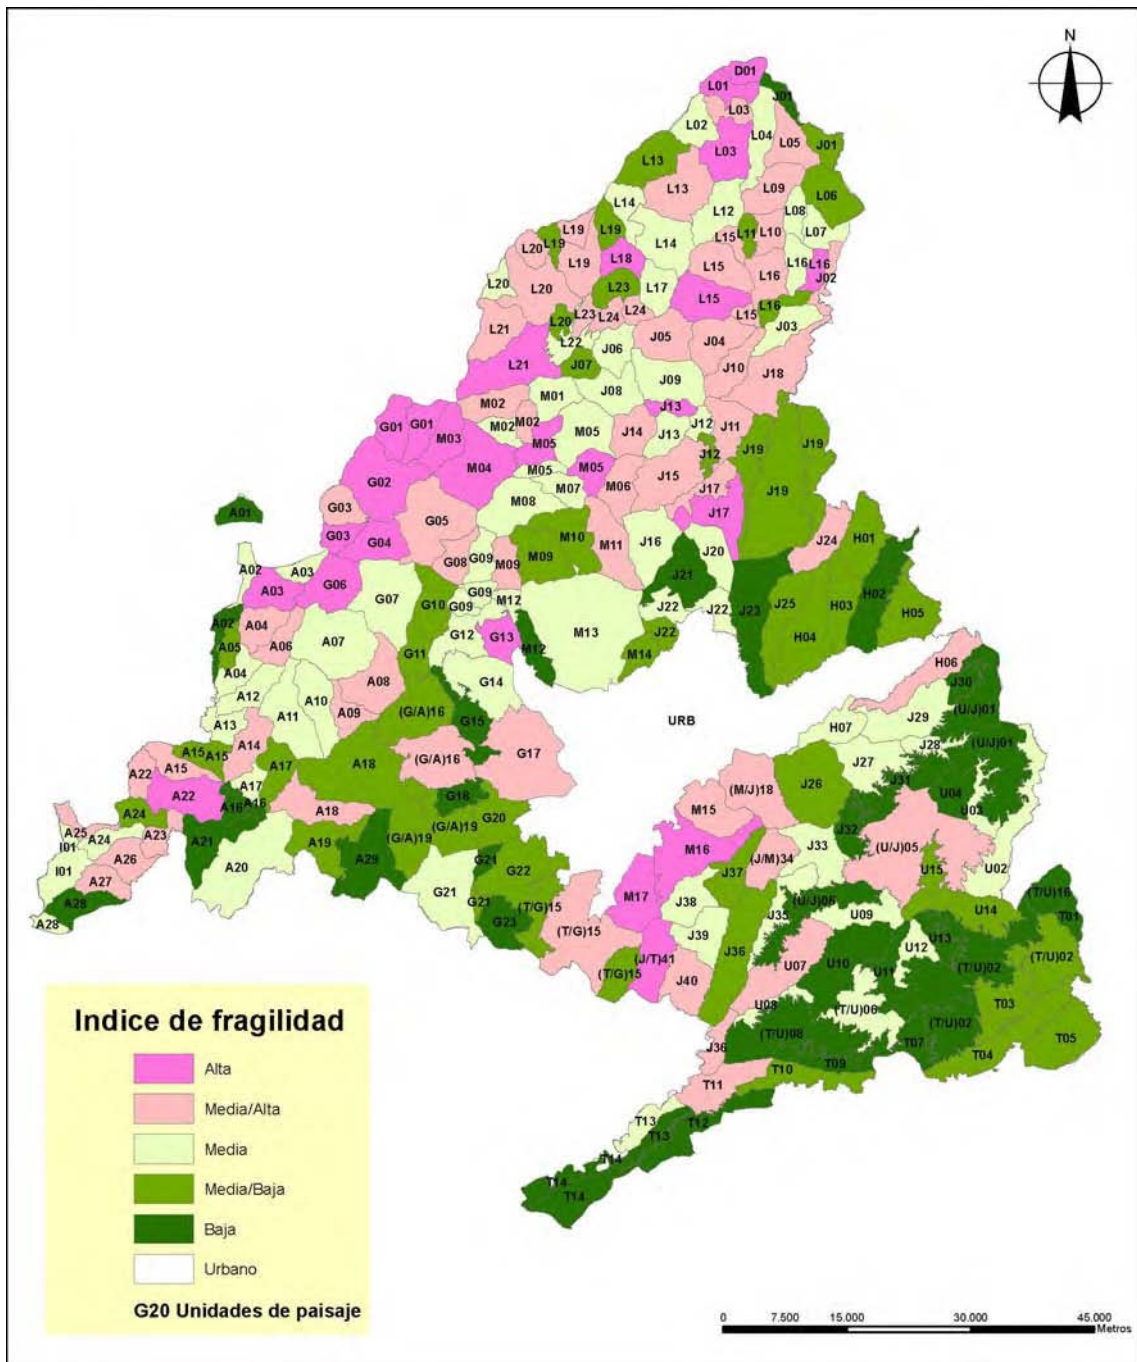 N
D01
L01
J01
L03
L02
L04
L05
J01
L03
L13
L13
L09
L06
L14
L12
L08
L19
L19
L11
L10
L07
L20
L19
L15
L14
L19
L18
L15
L16
L16
L16
J02
L20
L20
L23
L17
L15
L16
L23
L24
L24
L15
J03
L21
L20
L22
J06
J05
J04
L21
J07
J10
J18
J09
M01
J08
M02
J13
G01
G01
M03
M02
M02
M05
J14
J13
J12
J11
M05
J12
J19
J19
G02
M04
M05
M05
M06
J15
J19
M07
J17
A01
G03
M08
J17
G05
G03
G04
M10
M11
J16
J20
J24
H01
A02
A03
G08
G09
M09
M09
J21
A03
G06
G07
G10
G09
G09
M12
J22
J22
J23
J25
H03
H02
H05
A02
A04
A05
A06
A07
G12
G13
M12
M13
J22
H04
A04
G11
M14
A08
G14
H06
A12
A10
J30
A13
A11
A09
(G/A)16
G15
URB
(U/J)01
H07
J29
A14
J28
(U/J)01
A15
A15
A15
A17
A18
(G/A)16
G17
J27
A22
A17
(M/J)18
J26
J31
U04
A22
A16
A16
G18
M15
U03
A24
A18
(G/A)19
G20
J32
A25
A24
A23
A21
A19
(G/A)19
M16
(J/M)34
J33
(U/J)05
I01
A26
A20
A29
G21
G22
J37
U15
U02
I01
A27
G21
G21
M17
J38
(U/J)06
(T/U)16
A28
(T/G)15
J35
U09
U14
T01
A28
G23
(T/G)15
J39
J36
U12
U13
(J/T)41
U07
U10
U11
(T/U)02
(T/U)02
(T/G)15
J40
U08
(T/U)06
T03
(T/U)08
(T/U)02
J36
T07
T05
T09
T04
T10
T11
T13
T12
T13
T14
T14
T14
Indice de fragilidad
Alta
Media/Alta
Media
Media/Baja
Baja
Urbano
G20 Unidades de paisaje
0 7.500 15.000 30.000 45.000
Metros